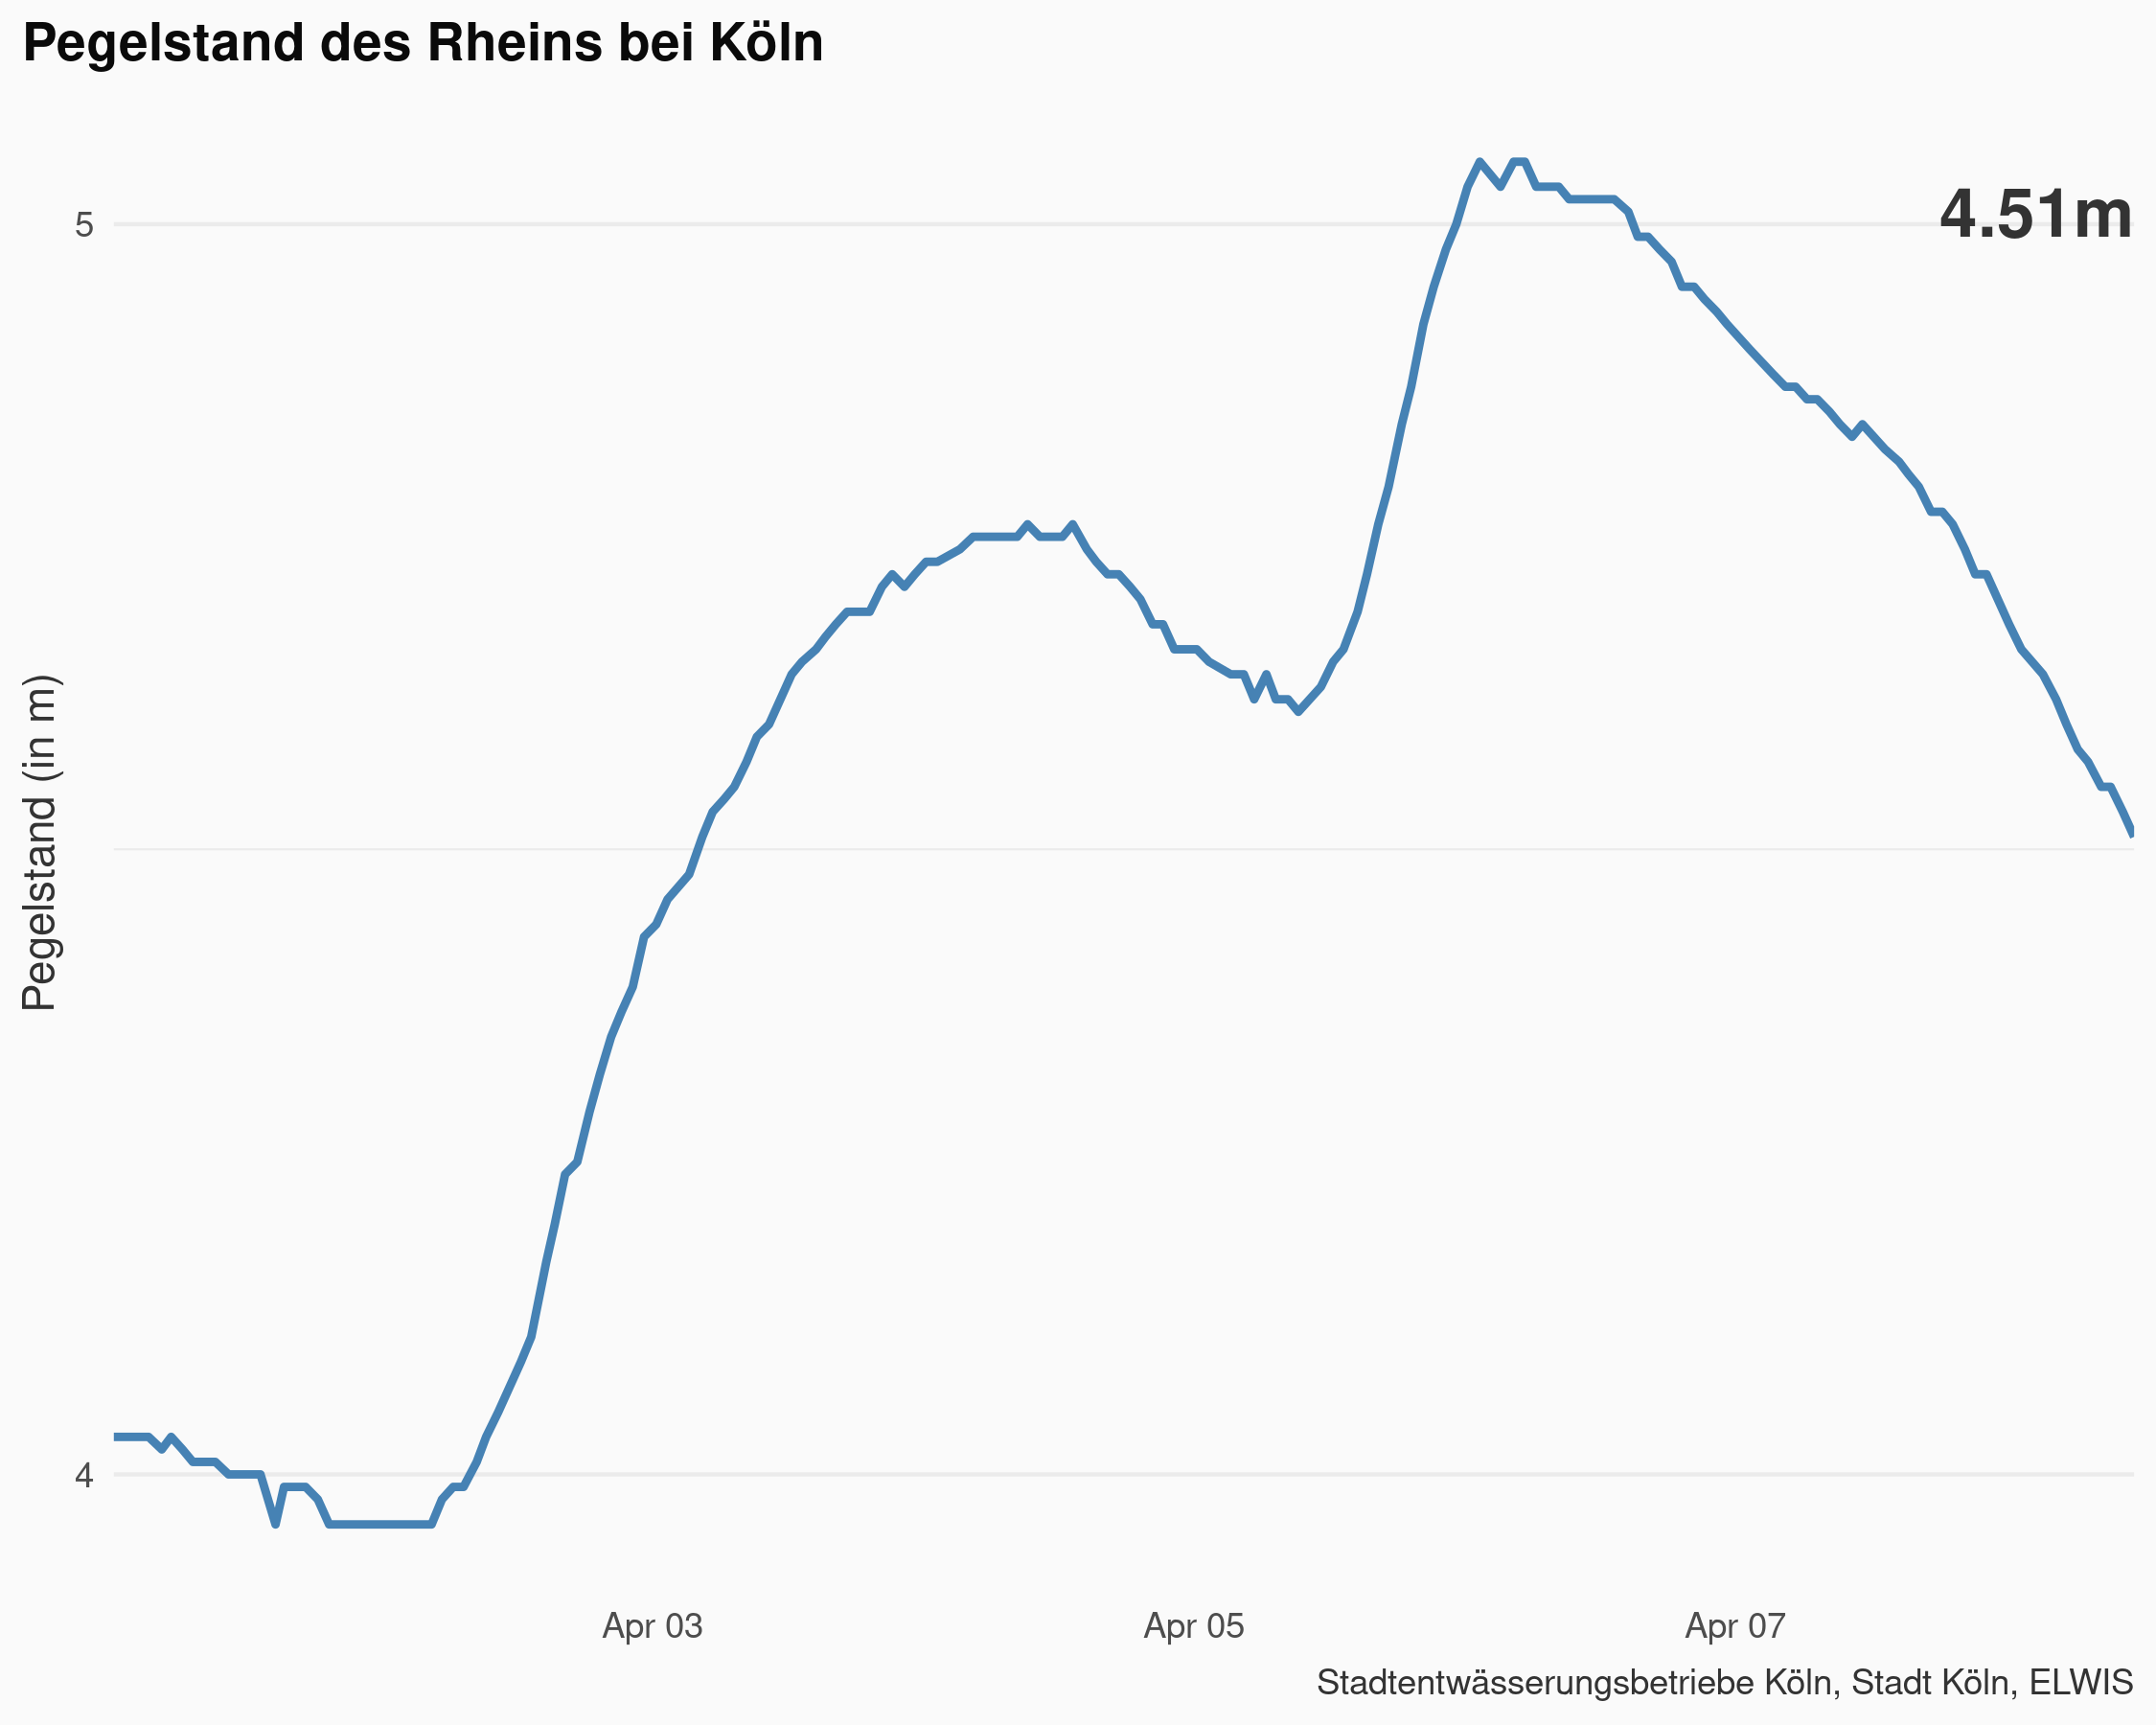 Pegelstand des Rheins bei Köln
4.51m
5
4
Pegelstand (in m)
Apr 03 Apr 05 Apr 07
Stadtentwässerungsbetriebe Köln, Stadt Köln, ELWIS